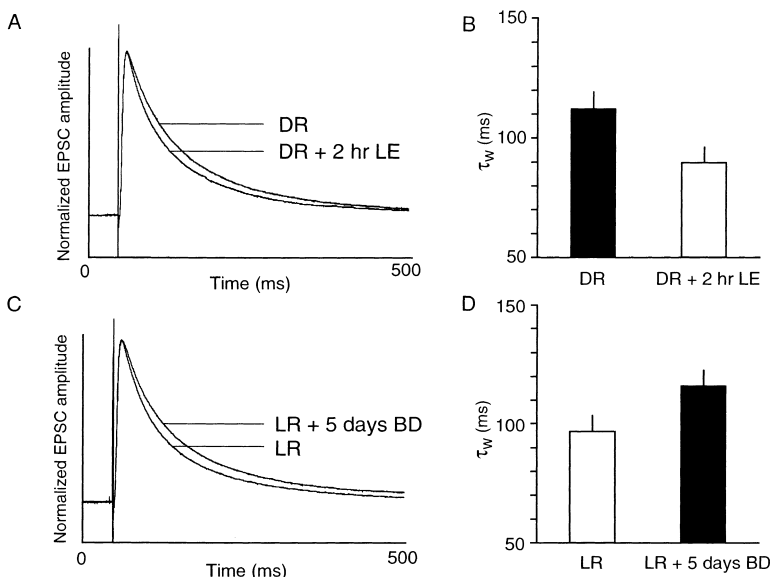 A
Normalized EPSC amplitude
DR
DR + 2 hr LE
0
500
Time (ms)
B
150
100
50
τw (ms)
DR
DR + 2 hr LE
C
Normalized EPSC amplitude
LR + 5 days BD
LR
0
500
Time (ms)
D
150
100
50
τw (ms)
LR
LR + 5 days BD